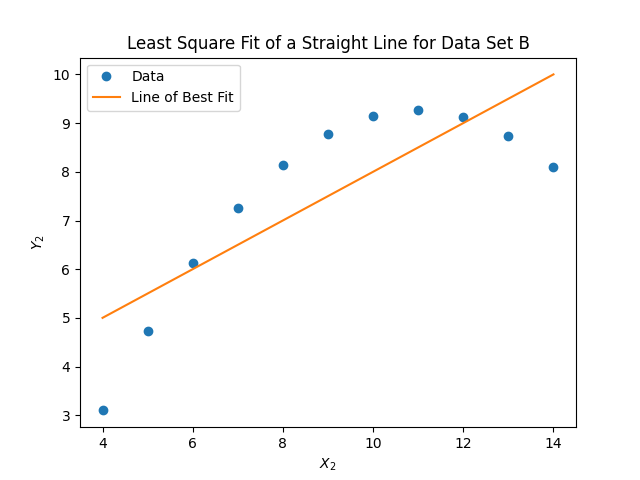 Least Square Fit of a Straight Line for Data Set B
Data
Line of Best Fit
10
9
8
7
6
5
4
3
Y₂
4 6 8 10 12 14
X₂